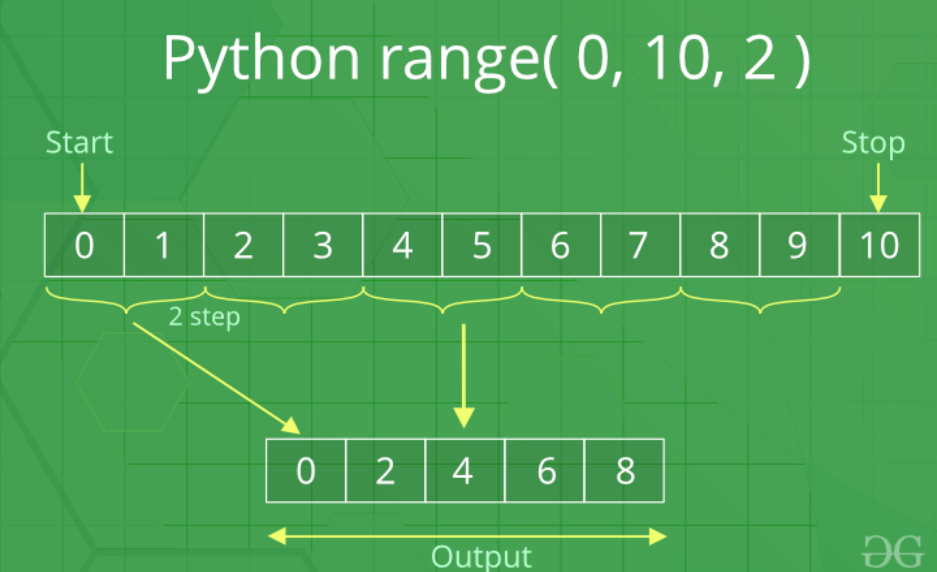 Python range( 0, 10, 2 )
Start Stop
0 1 2 3 4 5 6 7 8 9 10
2 step
0 2 4 6 8
Output